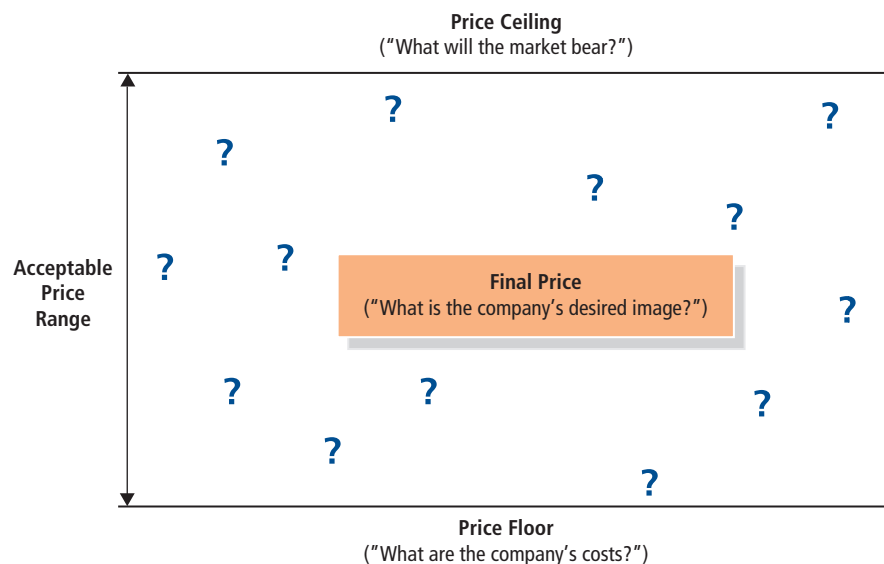 Price Ceiling
("What will the market bear?")
?
?
?
?
?
?
?
Acceptable
Price
Range
Final Price
("What is the company's desired image?")
?
?
?
?
?
?
Price Floor
("What are the company's costs?")